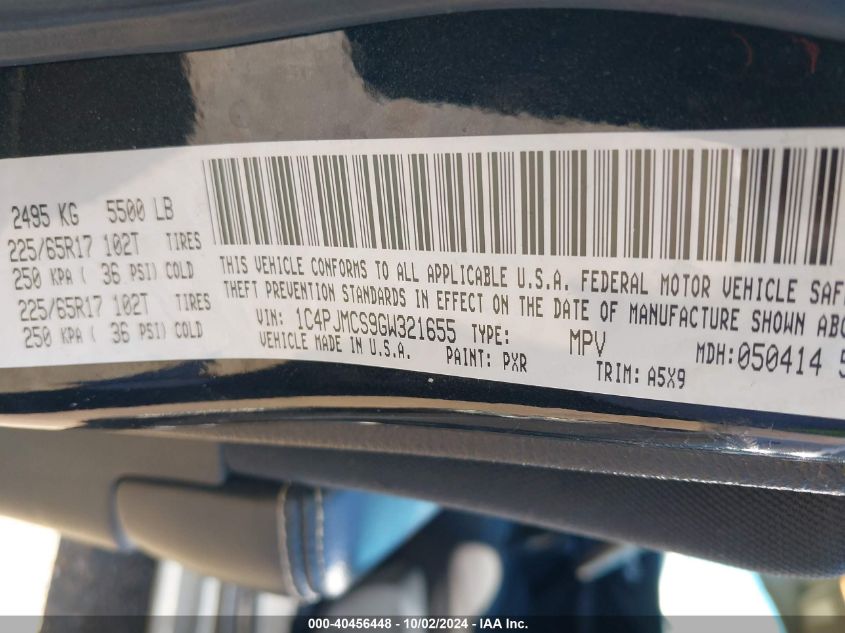 2495 KG 5500 LB
225/65R17 102T TIRES
250 KPA ( 36 PSI) COLD
225/65R17 102T TIRES
250 KPA ( 36 PSI) COLD
THIS VEHICLE CONFORMS TO ALL APPLICABLE U.S.A. FEDERAL MOTOR VEHICLE SAF
THEFT PREVENTION STANDARDS IN EFFECT ON THE DATE OF MANUFACTURE SHOWN ABO
VIN: 1C4PJMCS9GW321655 TYPE: MPV MDH:050414 5
VEHICLE MADE IN U.S.A. PAINT: PXR TRIM: A5X9
000-40456448 - 10/02/2024 - IAA Inc.